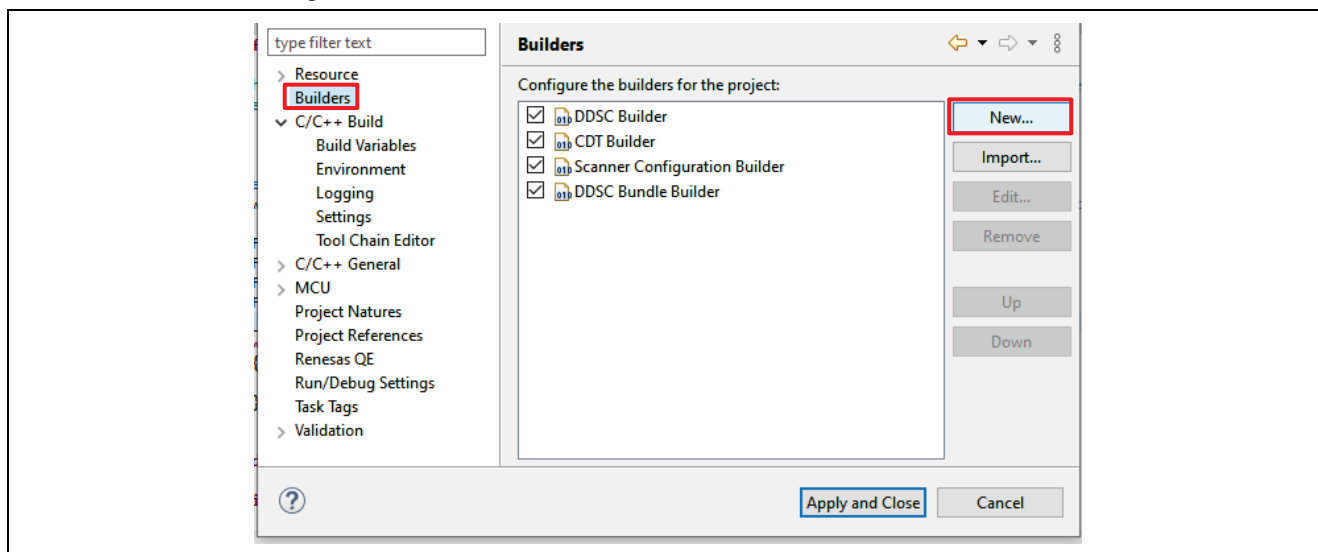 type filter text
Resource
Builders
C/C++ Build
Build Variables
Environment
Logging
Settings
Tool Chain Editor
C/C++ General
MCU
Project Natures
Project References
Renesas QE
Run/Debug Settings
Task Tags
Validation
Builders
Configure the builders for the project:
DDSC Builder
CDT Builder
Scanner Configuration Builder
DDSC Bundle Builder
New...
Import...
Edit...
Remove
Up
Down
?
Apply and Close
Cancel